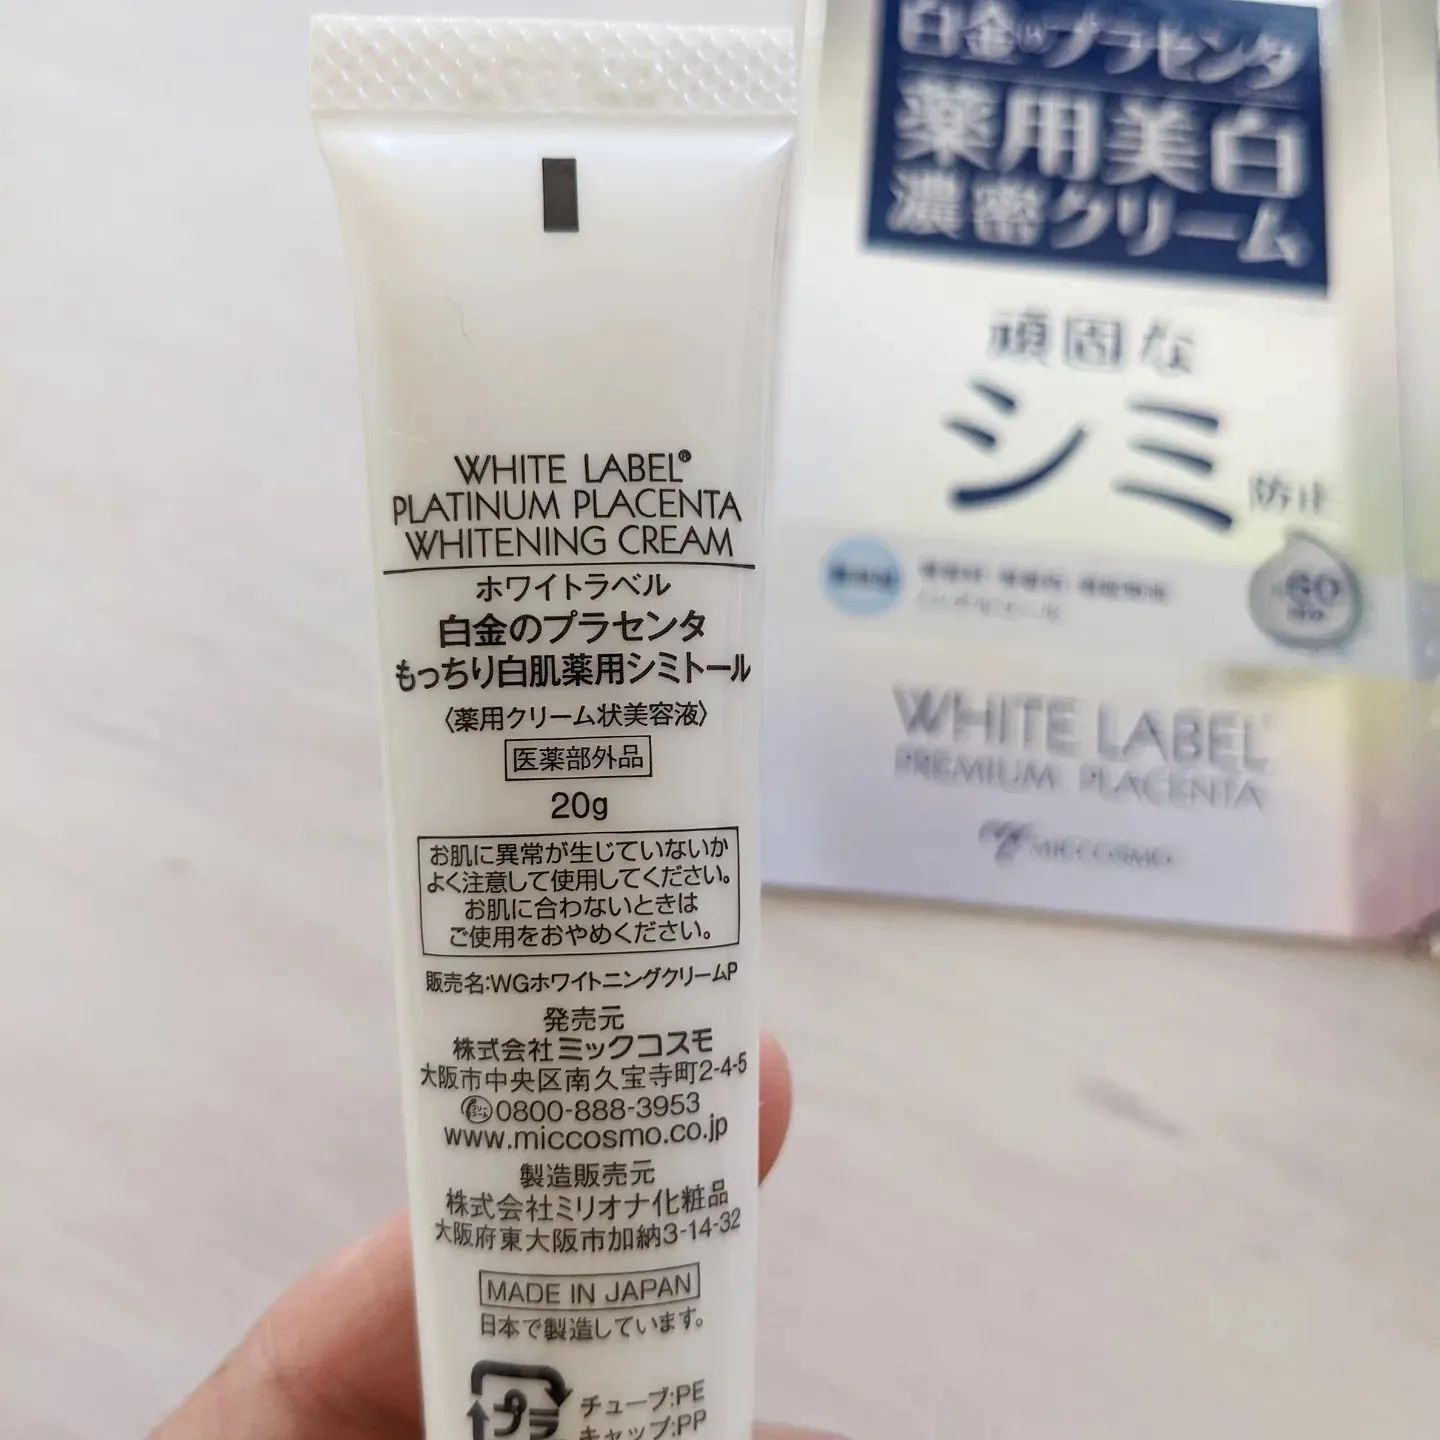 WHITE LABEL®
PLATINUM PLACENTA
WHITENING CREAM
ホワイトラベル
白金のプラセンタ
もっちり白肌薬用シミトール
〈薬用クリーム状美容液〉
医薬部外品
20g
お肌に異常が生じていないか
よく注意して使用してください。
お肌に合わないときは
ご使用をおやめください。
販売名:WGホワイトニングクリームP
発売元
株式会社ミックコスモ
大阪市中央区南久宝寺町2-4-5
0800-888-3953
www.miccosmo.co.jp
製造販売元
株式会社ミリオナ化粧品
大阪府東大阪市加納3-14-32
MADE IN JAPAN
日本で製造しています。
プラ
チューブ:PE
キャップ:PP
白金のプラセンタ
薬用美白
濃密クリーム
頑固な
シミ防止
60
WHITE LABEL
PREMIUM PLACENTA
MICCOSMO